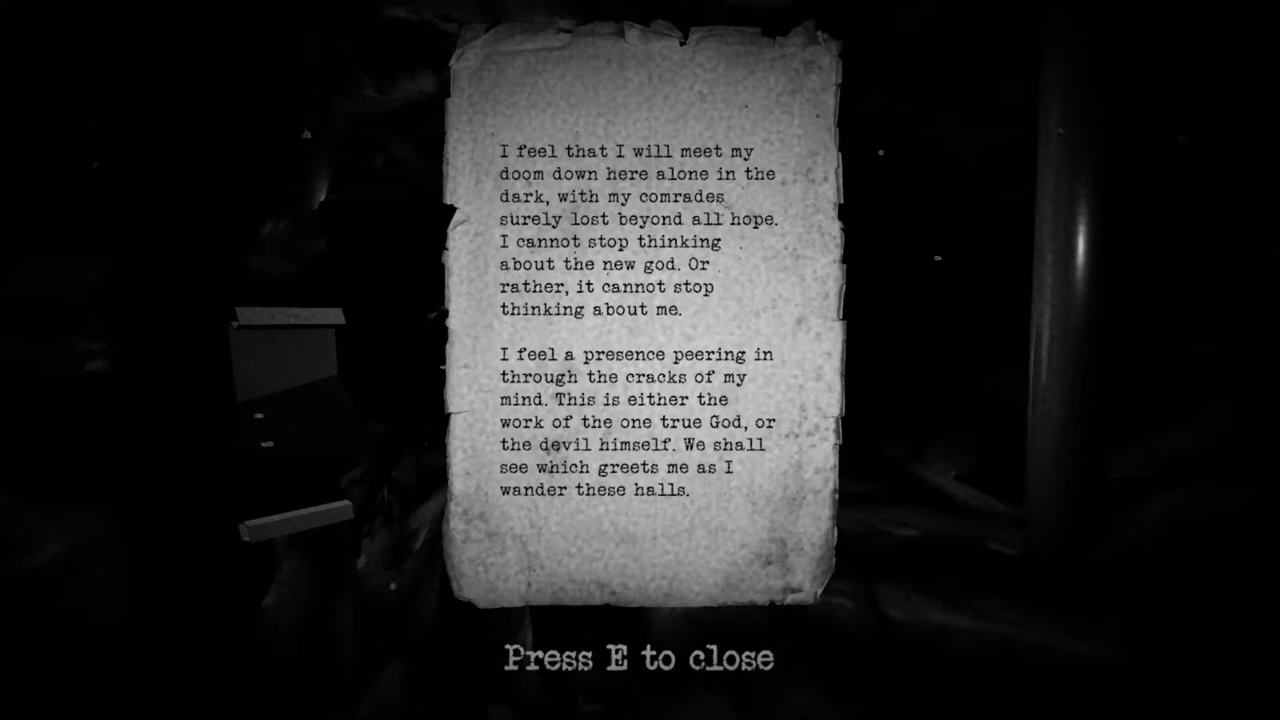 I feel that I will meet my
doom down here alone in the
dark, with my comrades
surely lost beyond all hope.
I cannot stop thinking
about the new god. Or
rather, it cannot stop
thinking about me.
I feel a presence peering in
through the cracks of my
mind. This is either the
work of the one true God, or
the devil himself. We shall
see which greets me as I
wander these halls.
Press E to close